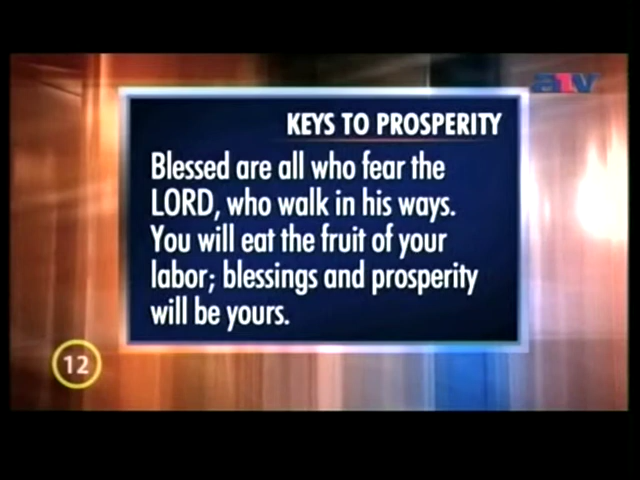 atv
KEYS TO PROSPERITY
Blessed are all who fear the
LORD, who walk in his ways.
You will eat the fruit of your
labor; blessings and prosperity
will be yours.
12